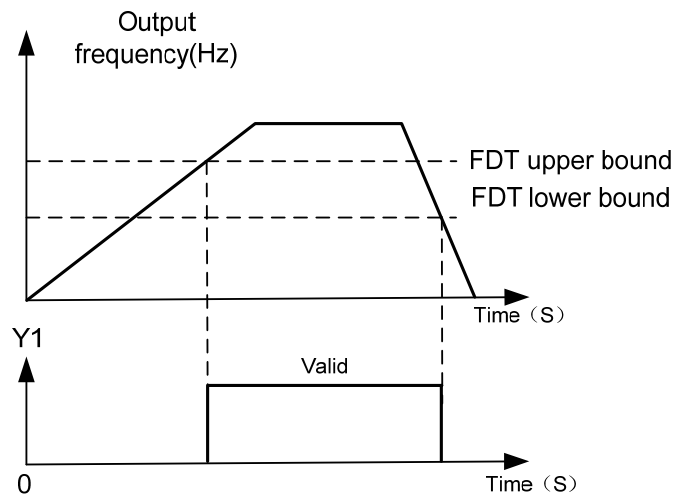 Output
frequency(Hz)
FDT upper bound
FDT lower bound
Time（S）
Y1
Valid
0
Time（S）